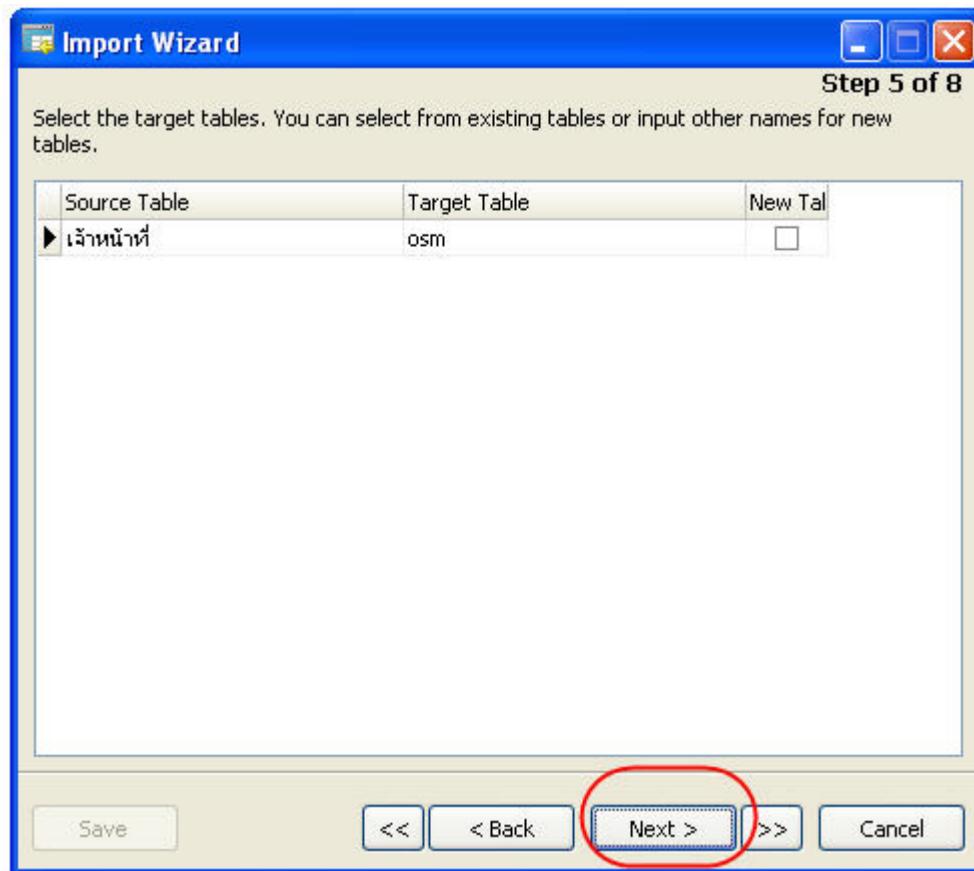 Import Wizard
Step 5 of 8
Select the target tables. You can select from existing tables or input other names for new
tables.
Source Table Target Table New Tal
เจ้าหน้าที่ osm
Save << < Back Next > >> Cancel